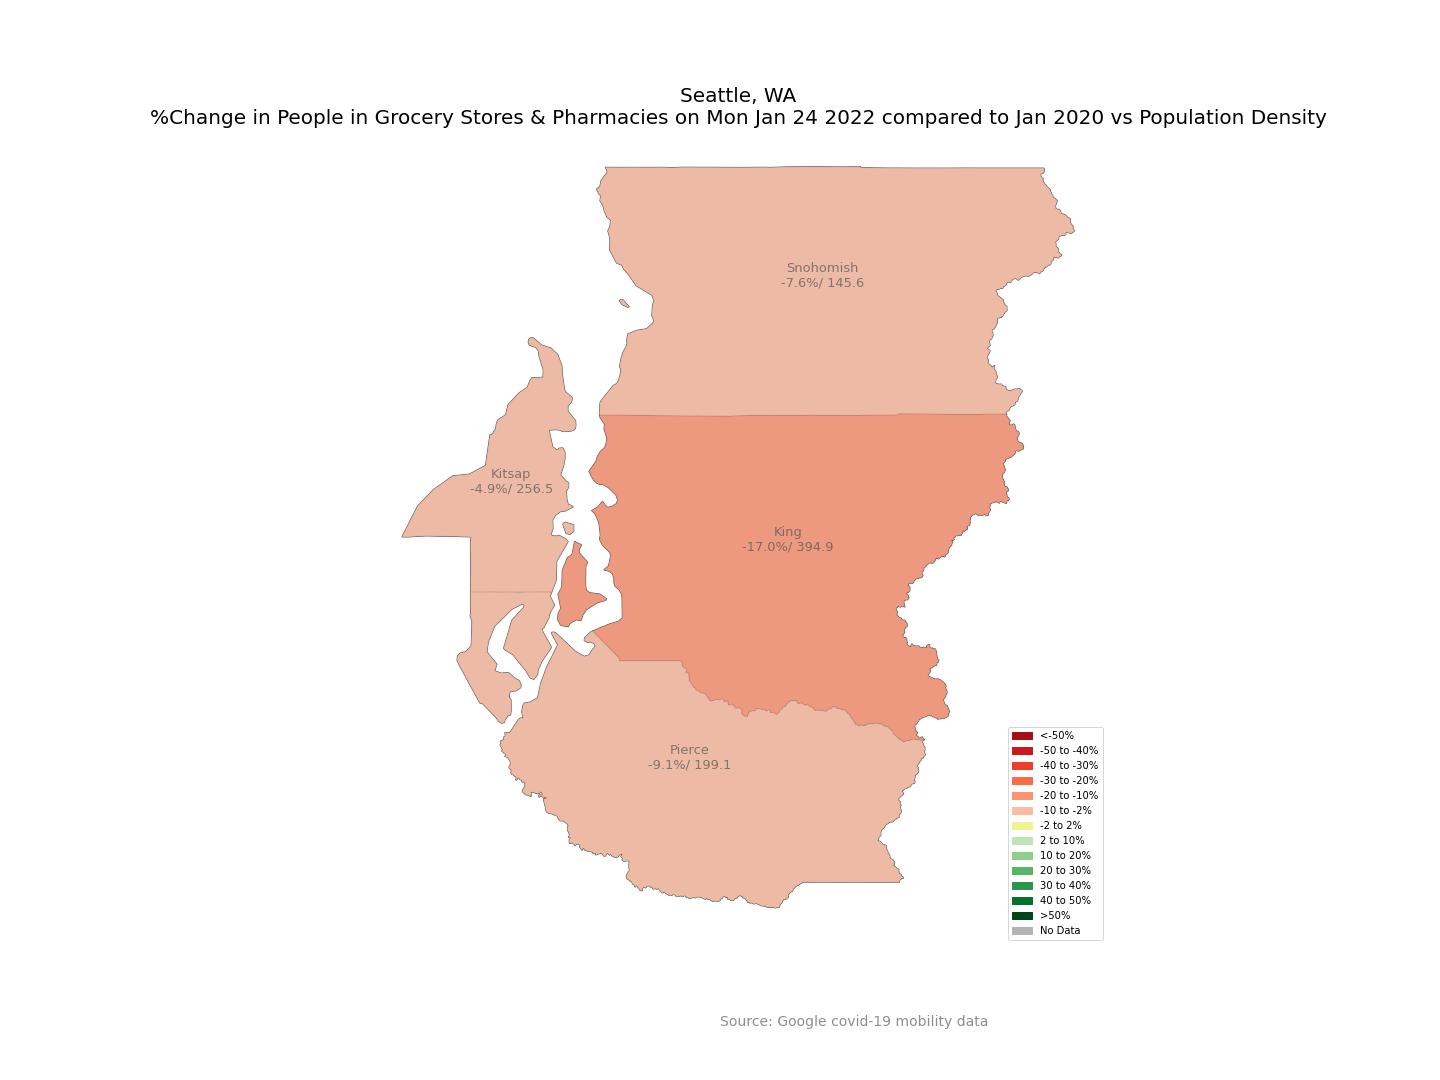 Seattle, WA
%Change in People in Grocery Stores & Pharmacies on Mon Jan 24 2022 compared to Jan 2020 vs Population Density
Snohomish
-7.6%/ 145.6
Kitsap
-4.9%/ 256.5
King
-17.0%/ 394.9
Pierce
-9.1%/ 199.1
<-50%
-50 to -40%
-40 to -30%
-30 to -20%
-20 to -10%
-10 to -2%
-2 to 2%
2 to 10%
10 to 20%
20 to 30%
30 to 40%
40 to 50%
>50%
No Data
Source: Google covid-19 mobility data